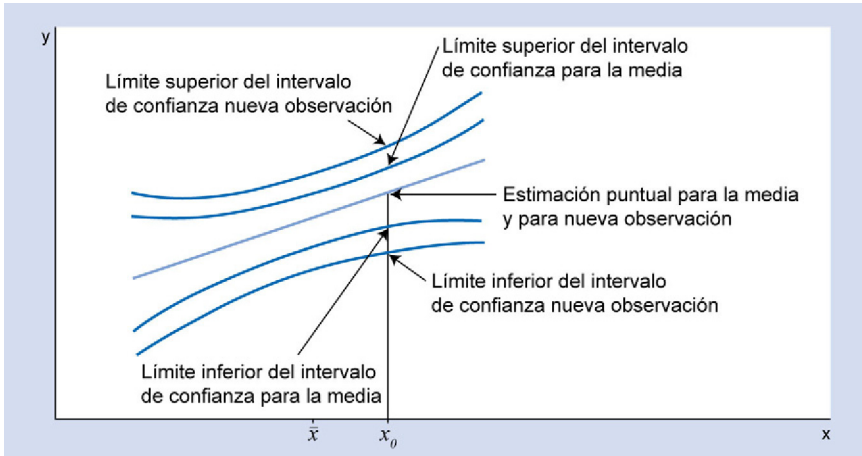 y
Límite superior del intervalo
de confianza para la media
Límite superior del intervalo
de confianza nueva observación
Estimación puntual para la media
y para nueva observación
Límite inferior del intervalo
de confianza nueva observación
Límite inferior del intervalo
de confianza para la media
x̄
x₀
x